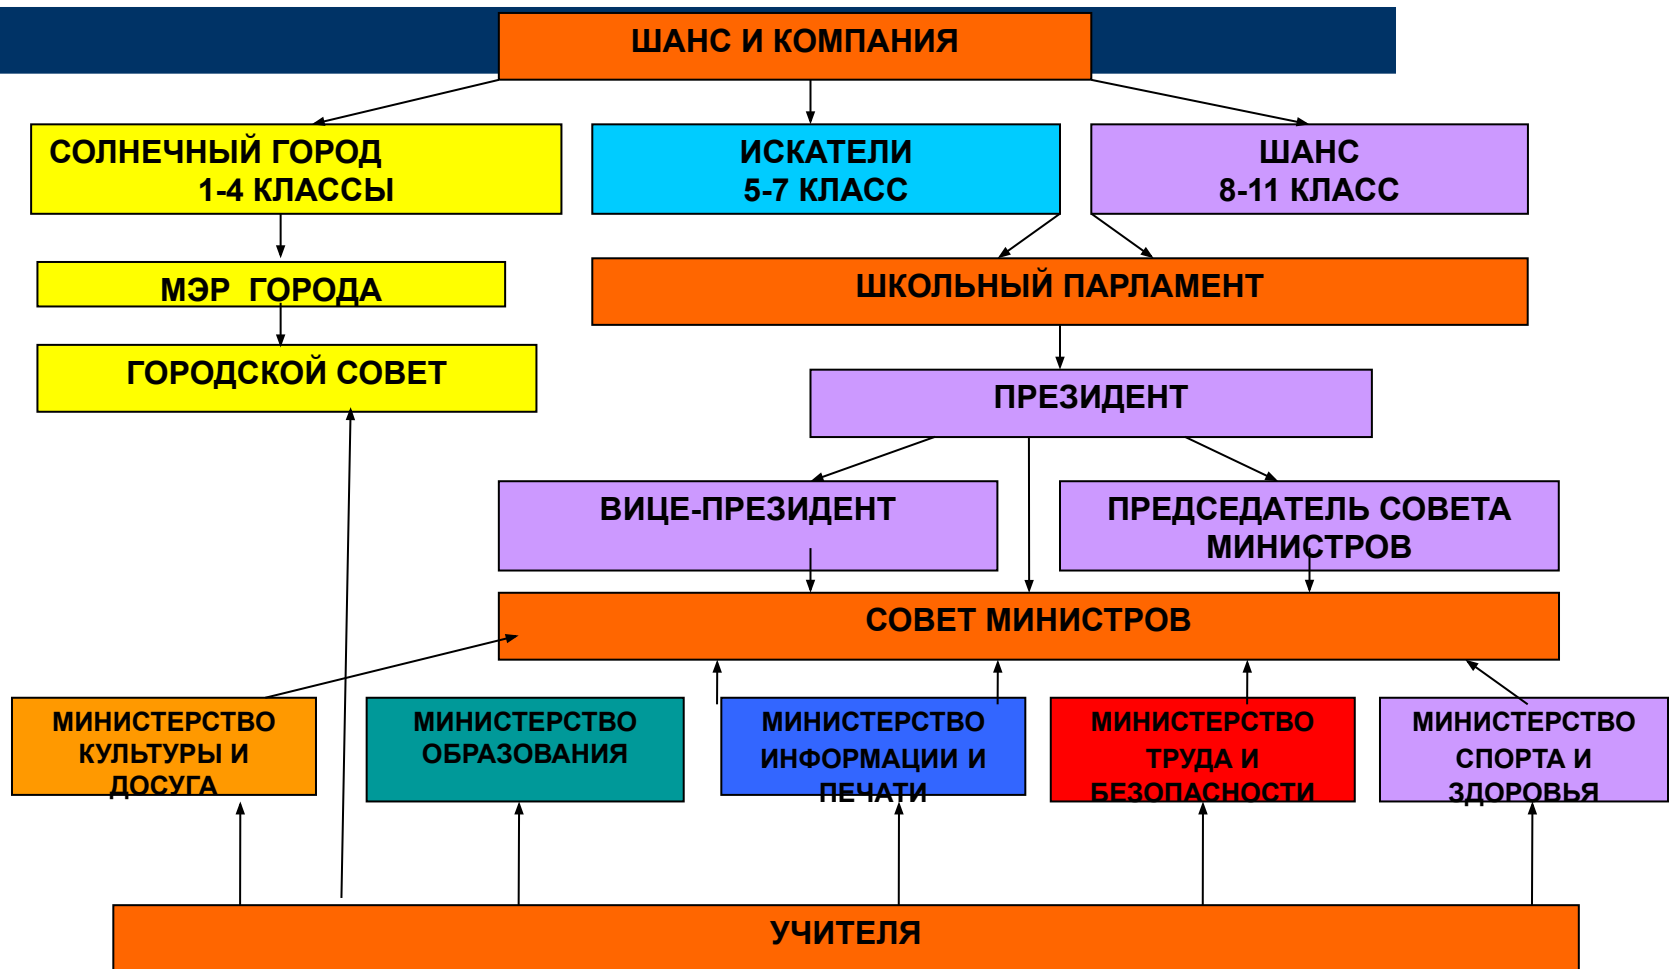 ШАНС И КОМПАНИЯ
СОЛНЕЧНЫЙ ГОРОД
1-4 КЛАССЫ
ИСКАТЕЛИ
5-7 КЛАСС
ШАНС
8-11 КЛАСС
МЭР ГОРОДА
ШКОЛЬНЫЙ ПАРЛАМЕНТ
ГОРОДСКОЙ СОВЕТ
ПРЕЗИДЕНТ
ВИЦЕ-ПРЕЗИДЕНТ
ПРЕДСЕДАТЕЛЬ СОВЕТА
МИНИСТРОВ
СОВЕТ МИНИСТРОВ
МИНИСТЕРСТВО
КУЛЬТУРЫ И
ДОСУГА
МИНИСТЕРСТВО
ОБРАЗОВАНИЯ
МИНИСТЕРСТВО
ИНФОРМАЦИИ И
ПЕЧАТИ
МИНИСТЕРСТВО
ТРУДА И
БЕЗОПАСНОСТИ
МИНИСТЕРСТВО
СПОРТА И
ЗДОРОВЬЯ
УЧИТЕЛЯ